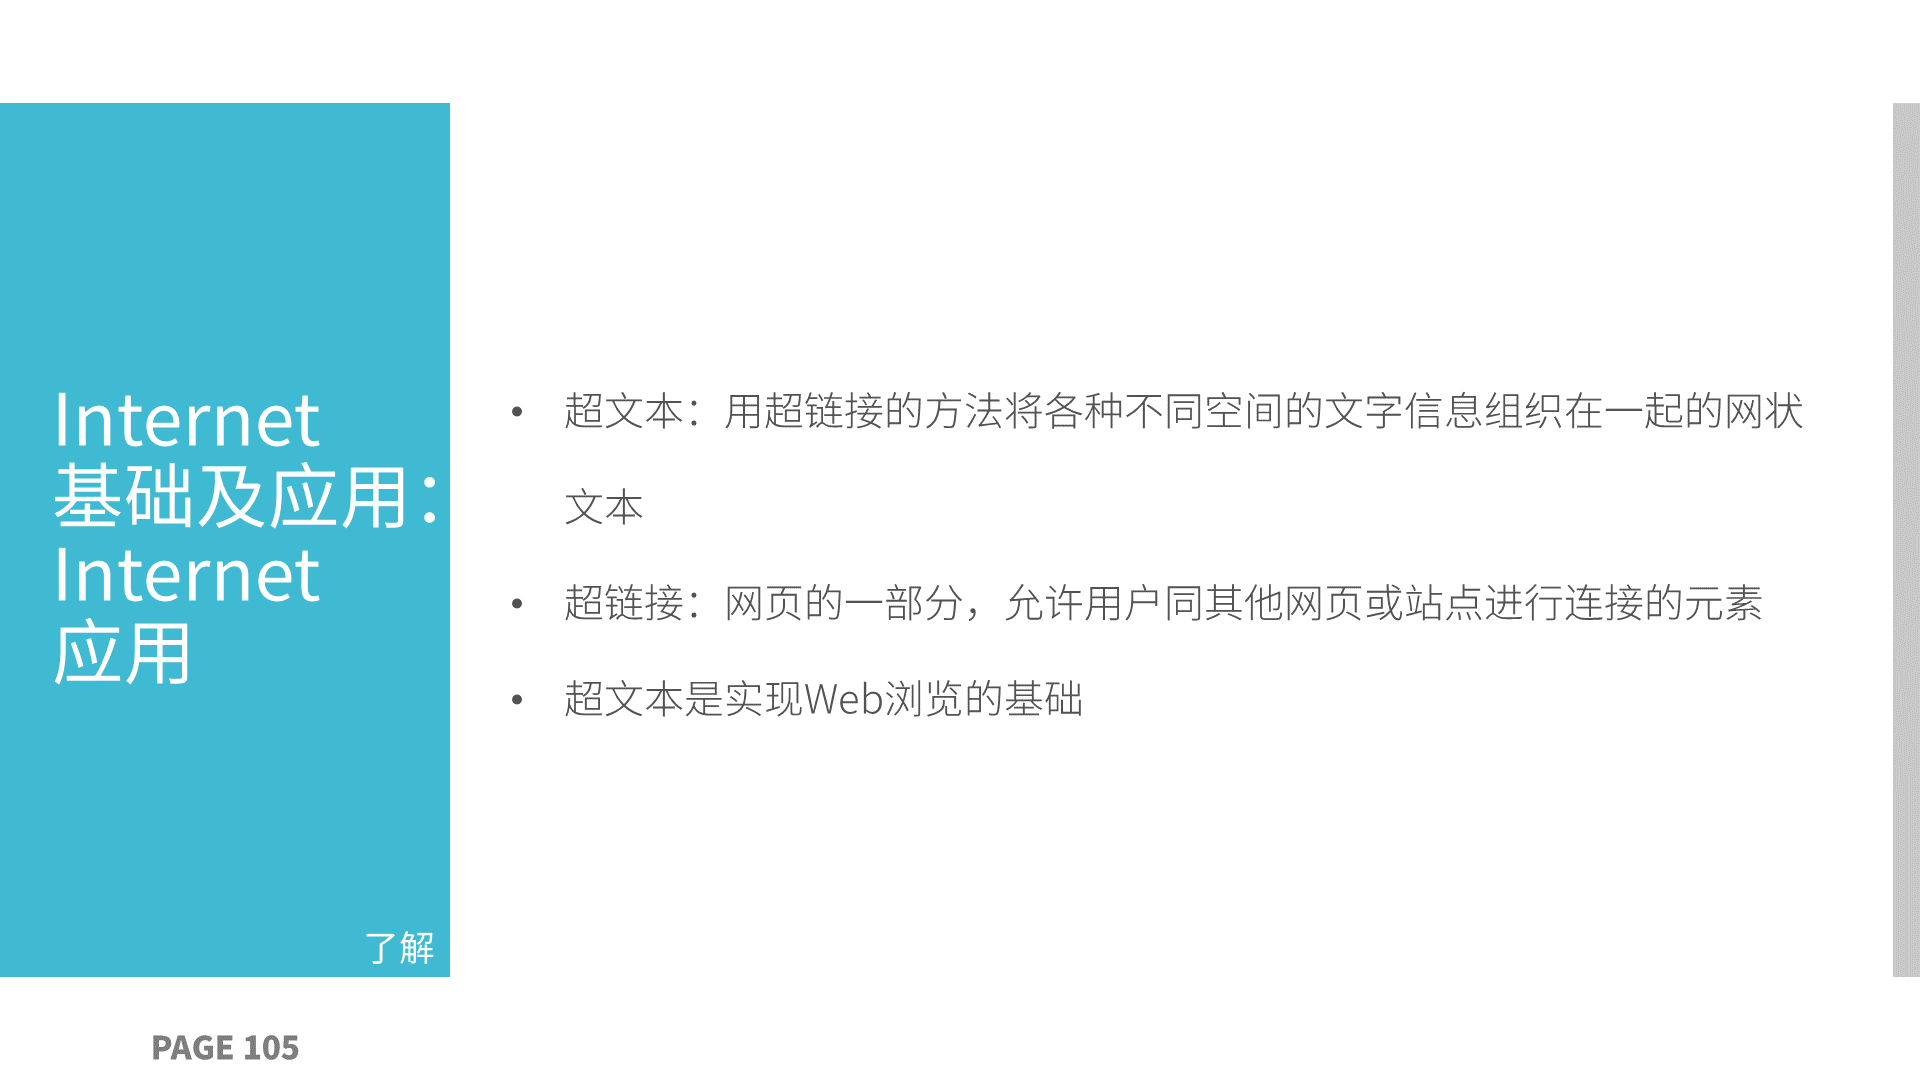 Internet
基础及应用：
Internet
应用
了解
• 超文本：用超链接的方法将各种不同空间的文字信息组织在一起的网状
文本
• 超链接：网页的一部分，允许用户同其他网页或站点进行连接的元素
• 超文本是实现Web浏览的基础
PAGE 105